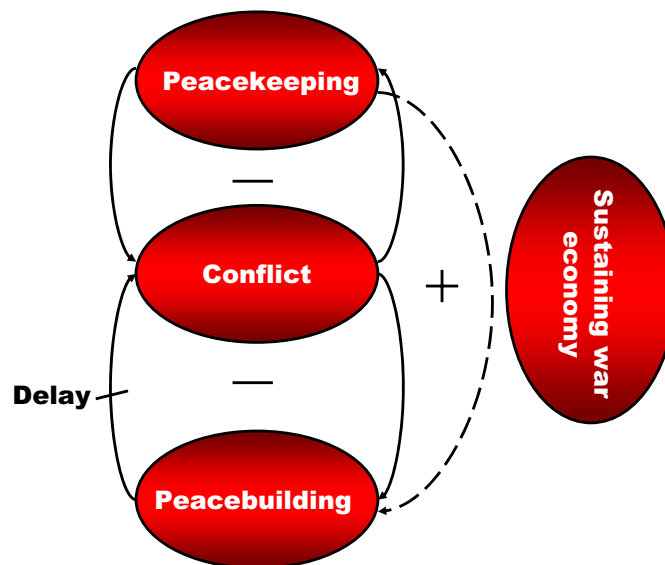 Peacekeeping
—
Conflict
+
Sustaining war
economy
—
Delay
Peacebuilding